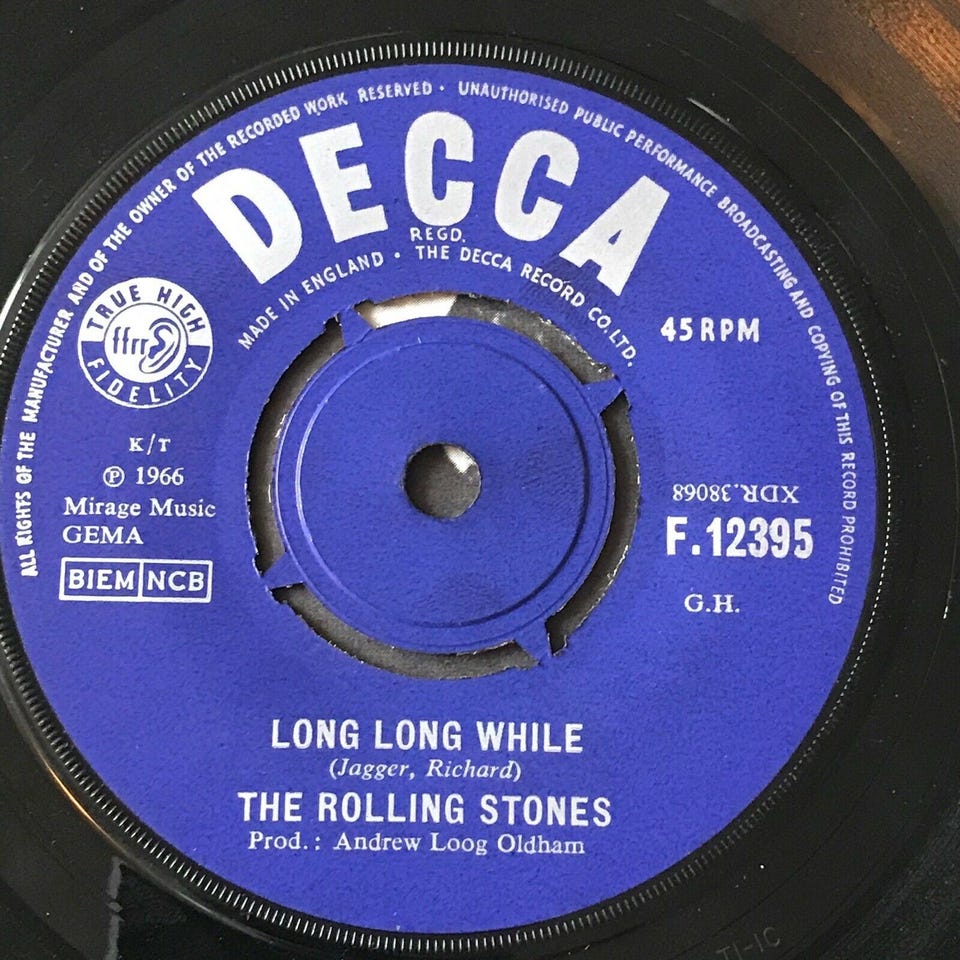 ALL RIGHTS OF THE MANUFACTURER AND OF THE OWNER OF THE RECORDED WORK RESERVED · UNAUTHORISED PUBLIC PERFORMANCE BROADCASTING AND COPYING OF THIS RECORD PROHIBITED
DECCA
REGD.
MADE IN ENGLAND · THE DECCA RECORD CO. LTD.
TRUE HIGH
ffrr
FIDELITY
45 RPM
K/T
℗ 1966
Mirage Music
GEMA
BIEM NCB
XDR.38068
F.12395
G.H.
LONG LONG WHILE
(Jagger, Richard)
THE ROLLING STONES
Prod.: Andrew Loog Oldham